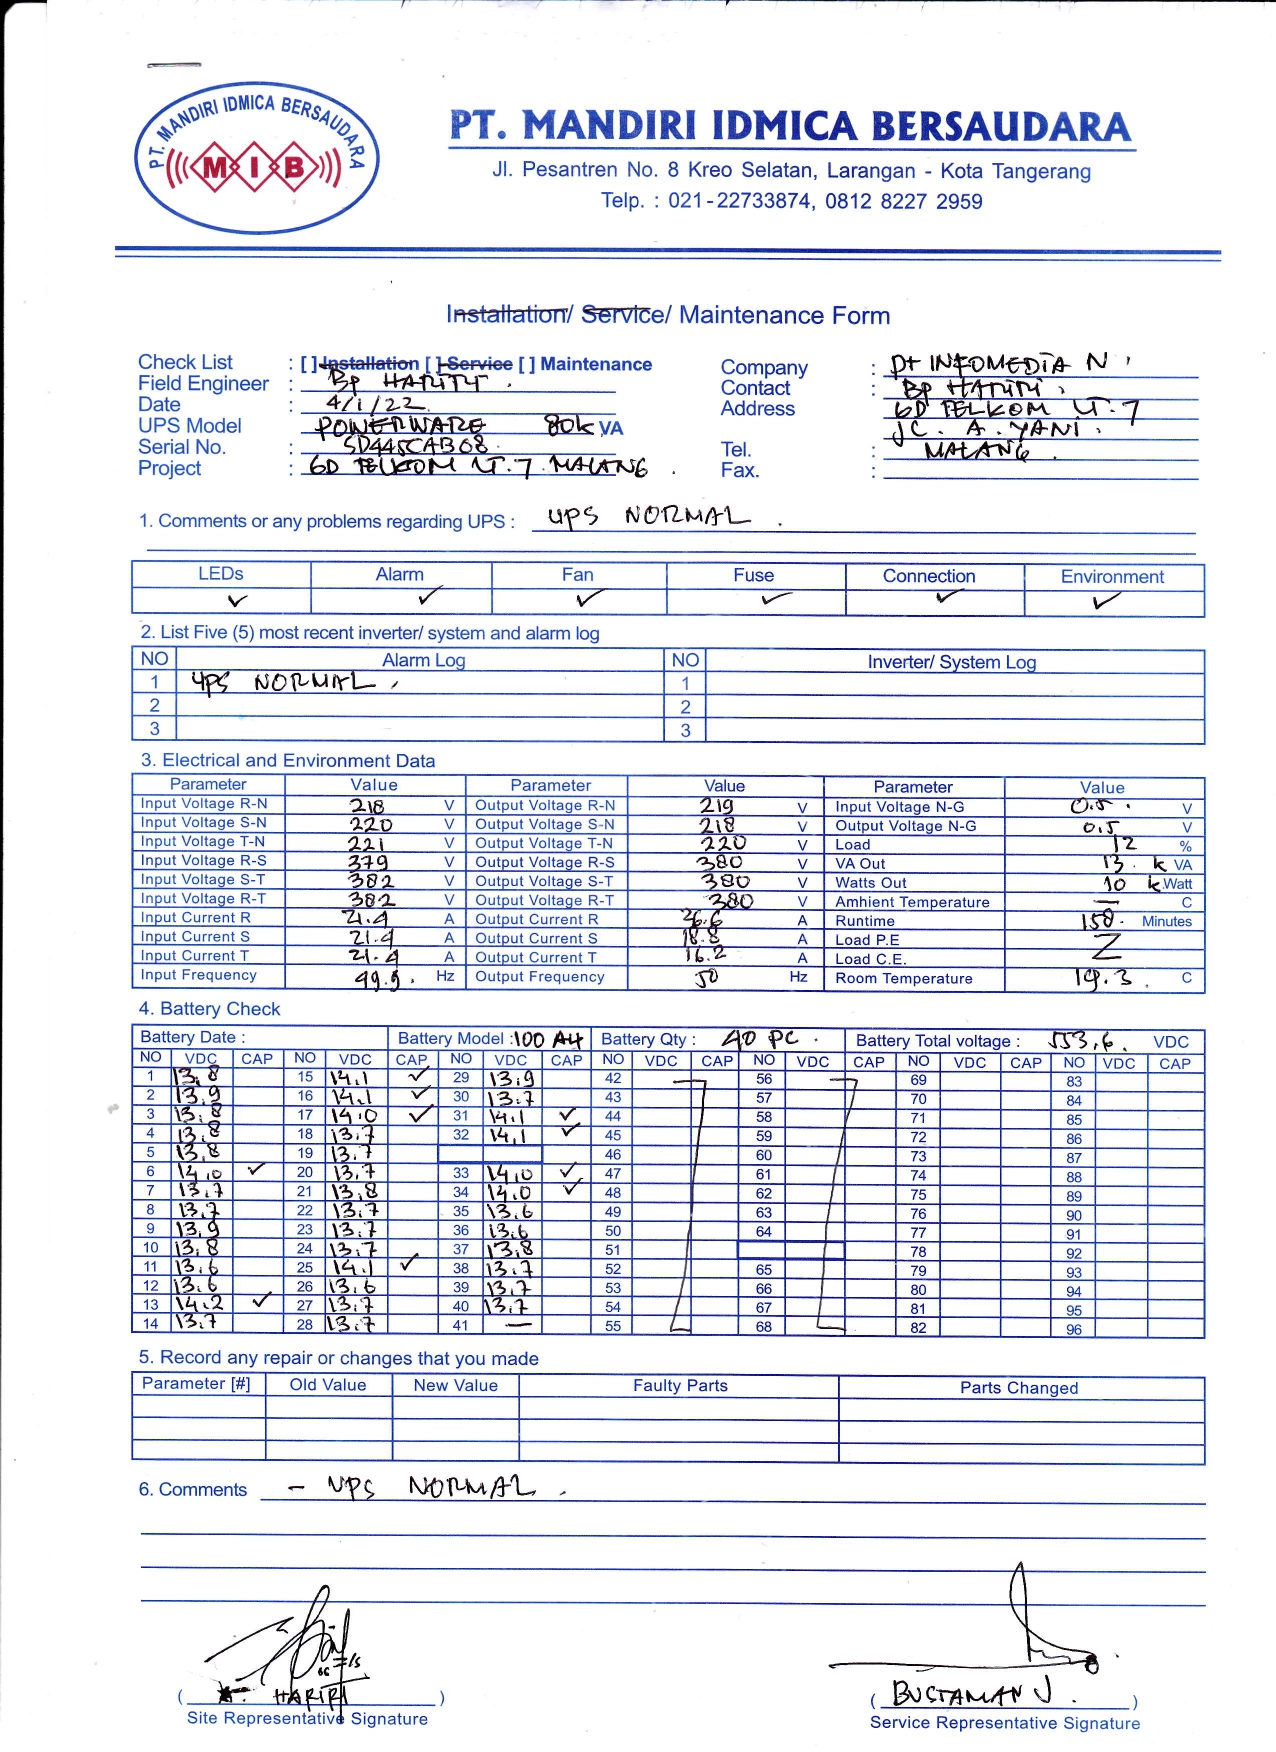 PT. MANDIRI IDMICA BERSAUDARA
MIB
PT. MANDIRI IDMICA BERSAUDARA
Jl. Pesantren No. 8 Kreo Selatan, Larangan - Kota Tangerang
Telp. : 021-22733874, 0812 8227 2959
Installation/ Service/ Maintenance Form
Check List : [ ] Installation [ ] Service [ ] Maintenance
Field Engineer : BP HARIRI .
Date : 4/1/22
UPS Model : POWERWARE 80k VA
Serial No. : SD445CAB08
Project : GD TELKOM LT.7 MALANG .
Company : PT INFOMEDIA N .
Contact : BP HARIRI .
Address : GD TELKOM LT.7
JL. A. YANI .
Tel. : MALANG .
Fax. :
1. Comments or any problems regarding UPS : UPS NORMAL .
LEDs Alarm Fan Fuse Connection Environment
✓ ✓ ✓ ✓ ✓ ✓
2. List Five (5) most recent inverter/ system and alarm log
NO Alarm Log NO Inverter/ System Log
1 UPS NORMAL . 1
2 2
3 3
3. Electrical and Environment Data
Parameter Value Parameter Value Parameter Value
Input Voltage R-N 218 V Output Voltage R-N 219 V Input Voltage N-G 0.5 . V
Input Voltage S-N 220 V Output Voltage S-N 218 V Output Voltage N-G 0.5 V
Input Voltage T-N 221 V Output Voltage T-N 220 V Load 12 %
Input Voltage R-S 379 V Output Voltage R-S 380 V VA Out 13. k VA
Input Voltage S-T 382 V Output Voltage S-T 380 V Watts Out 10 k Watt
Input Voltage R-T 382 V Output Voltage R-T 380 V Amhient Temperature — C
Input Current R 21.4 A Output Current R 26.6 A Runtime 158. Minutes
Input Current S 21.4 A Output Current S 18.8 A Load P.E
Input Current T 21.4 A Output Current T 16.2 A Load C.E.
Input Frequency 49.9. Hz Output Frequency 50 Hz Room Temperature 19.3. C
4. Battery Check
Battery Date : Battery Model : 100 AH Battery Qty : 40 PC . Battery Total voltage : 553,6. VDC
NO VDC CAP NO VDC CAP NO VDC CAP NO VDC CAP NO VDC CAP NO VDC CAP NO VDC CAP
1 13,8 15 14.1 ✓ 29 13.9 42 56 69 83
2 13.9 16 14.1 ✓ 30 13.7 43 57 70 84
3 13.8 17 14.0 ✓ 31 14.1 ✓ 44 58 71 85
4 13.8 18 13.7 32 14,1 ✓ 45 59 72 86
5 13.8 19 13.7 46 60 73 87
6 14,0 ✓ 20 13.7 33 14,0 ✓ 47 61 74 88
7 13,7 21 13,8 34 14.0 ✓ 48 62 75 89
8 13.7 22 13.7 35 13.6 49 63 76 90
9 13,9 23 13.7 36 13.6 50 64 77 91
10 13,8 24 13.7 37 13,8 51 78 92
11 13.6 25 14.1 ✓ 38 13.7 52 65 79 93
12 13.6 26 13.6 39 13.7 53 66 80 94
13 14.2 ✓ 27 13.7 40 13.7 54 67 81 95
14 13.7 28 13.7 41 — 55 68 82 96
5. Record any repair or changes that you made
Parameter [#] Old Value New Value Faulty Parts Parts Changed
6. Comments - UPS NORMAL .
( HARIRI ) ( BUSTAMAN J . )
Site Representative Signature Service Representative Signature